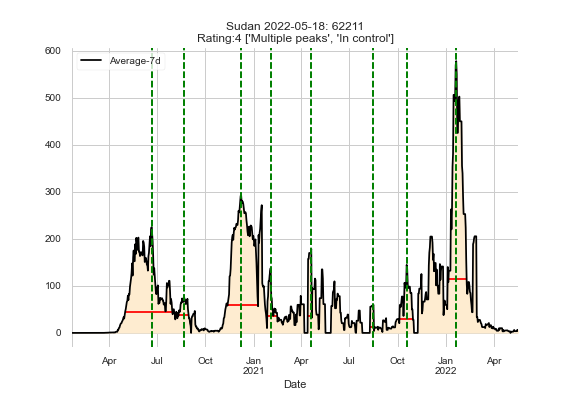 Sudan 2022-05-18: 62211
Rating:4 ['Multiple peaks', 'In control']
Average-7d
600
500
400
300
200
100
0
Apr Jul Oct Jan Apr Jul Oct Jan Apr
2021 2022
Date